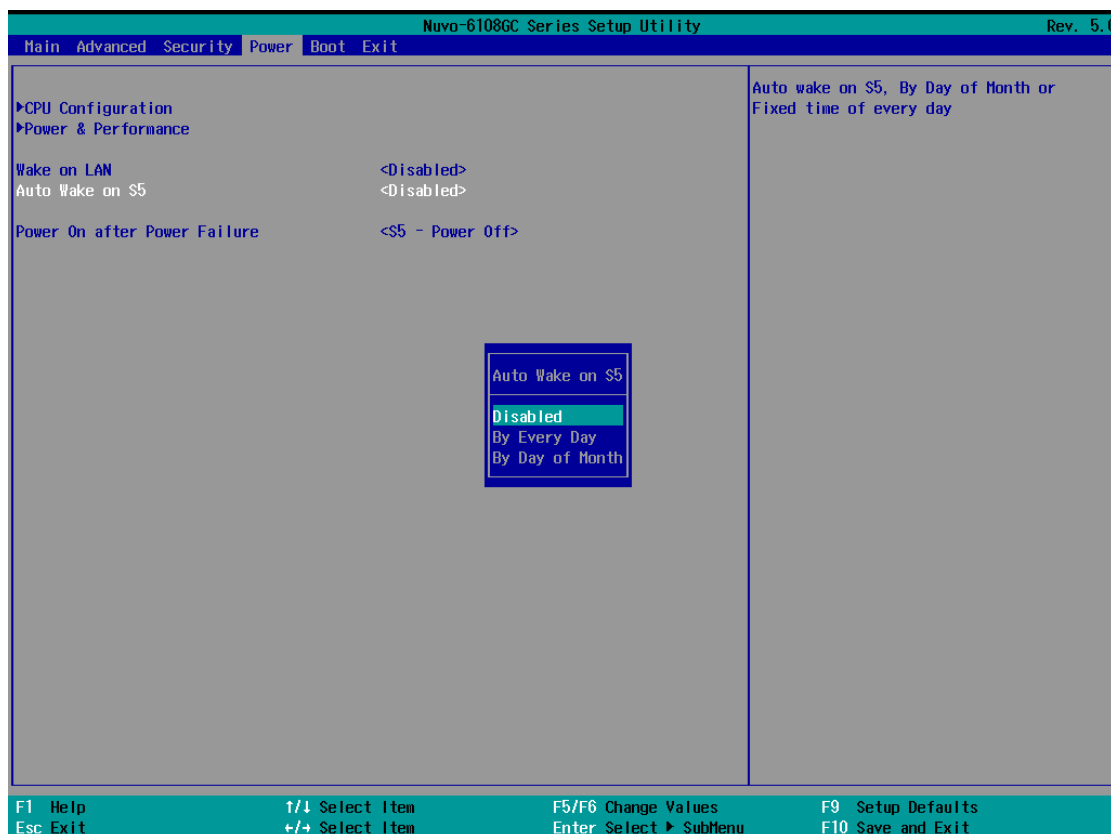 Nuvo-6108GC Series Setup Utility Rev. 5.
Main Advanced Security Power Boot Exit
▶CPU Configuration
▶Power & Performance
Wake on LAN <Disabled>
Auto Wake on S5 <Disabled>
Power On after Power Failure <S5 - Power Off>
Auto wake on S5, By Day of Month or
Fixed time of every day
Auto Wake on S5
Disabled
By Every Day
By Day of Month
F1 Help ↑/↓ Select Item F5/F6 Change Values F9 Setup Defaults
Esc Exit ←/→ Select Item Enter Select ▶ SubMenu F10 Save and Exit